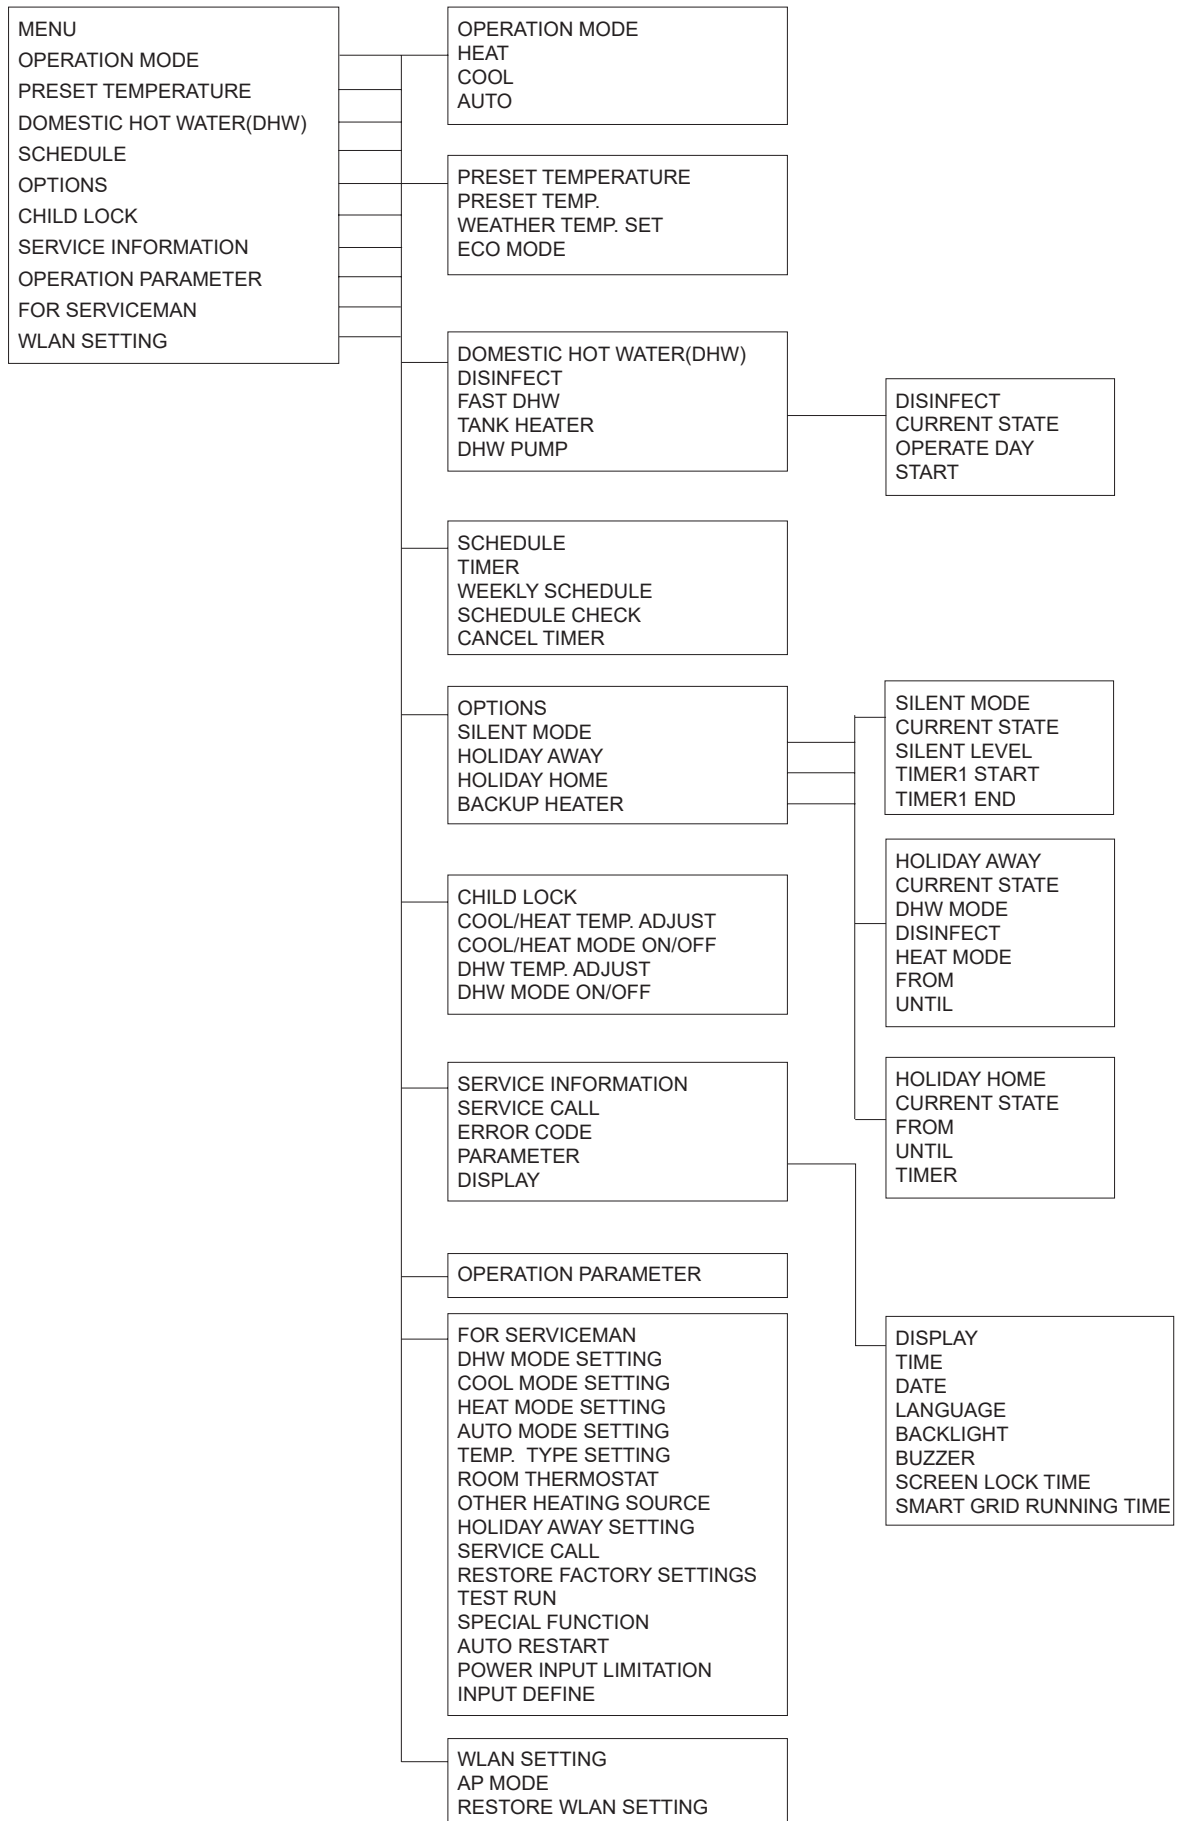 MENU
OPERATION MODE
PRESET TEMPERATURE
DOMESTIC HOT WATER(DHW)
SCHEDULE
OPTIONS
CHILD LOCK
SERVICE INFORMATION
OPERATION PARAMETER
FOR SERVICEMAN
WLAN SETTING
OPERATION MODE
HEAT
COOL
AUTO
PRESET TEMPERATURE
PRESET TEMP.
WEATHER TEMP. SET
ECO MODE
DOMESTIC HOT WATER(DHW)
DISINFECT
FAST DHW
TANK HEATER
DHW PUMP
DISINFECT
CURRENT STATE
OPERATE DAY
START
SCHEDULE
TIMER
WEEKLY SCHEDULE
SCHEDULE CHECK
CANCEL TIMER
OPTIONS
SILENT MODE
HOLIDAY AWAY
HOLIDAY HOME
BACKUP HEATER
SILENT MODE
CURRENT STATE
SILENT LEVEL
TIMER1 START
TIMER1 END
HOLIDAY AWAY
CURRENT STATE
DHW MODE
DISINFECT
HEAT MODE
FROM
UNTIL
HOLIDAY HOME
CURRENT STATE
FROM
UNTIL
TIMER
CHILD LOCK
COOL/HEAT TEMP. ADJUST
COOL/HEAT MODE ON/OFF
DHW TEMP. ADJUST
DHW MODE ON/OFF
SERVICE INFORMATION
SERVICE CALL
ERROR CODE
PARAMETER
DISPLAY
DISPLAY
TIME
DATE
LANGUAGE
BACKLIGHT
BUZZER
SCREEN LOCK TIME
SMART GRID RUNNING TIME
OPERATION PARAMETER
FOR SERVICEMAN
DHW MODE SETTING
COOL MODE SETTING
HEAT MODE SETTING
AUTO MODE SETTING
TEMP. TYPE SETTING
ROOM THERMOSTAT
OTHER HEATING SOURCE
HOLIDAY AWAY SETTING
SERVICE CALL
RESTORE FACTORY SETTINGS
TEST RUN
SPECIAL FUNCTION
AUTO RESTART
POWER INPUT LIMITATION
INPUT DEFINE
WLAN SETTING
AP MODE
RESTORE WLAN SETTING